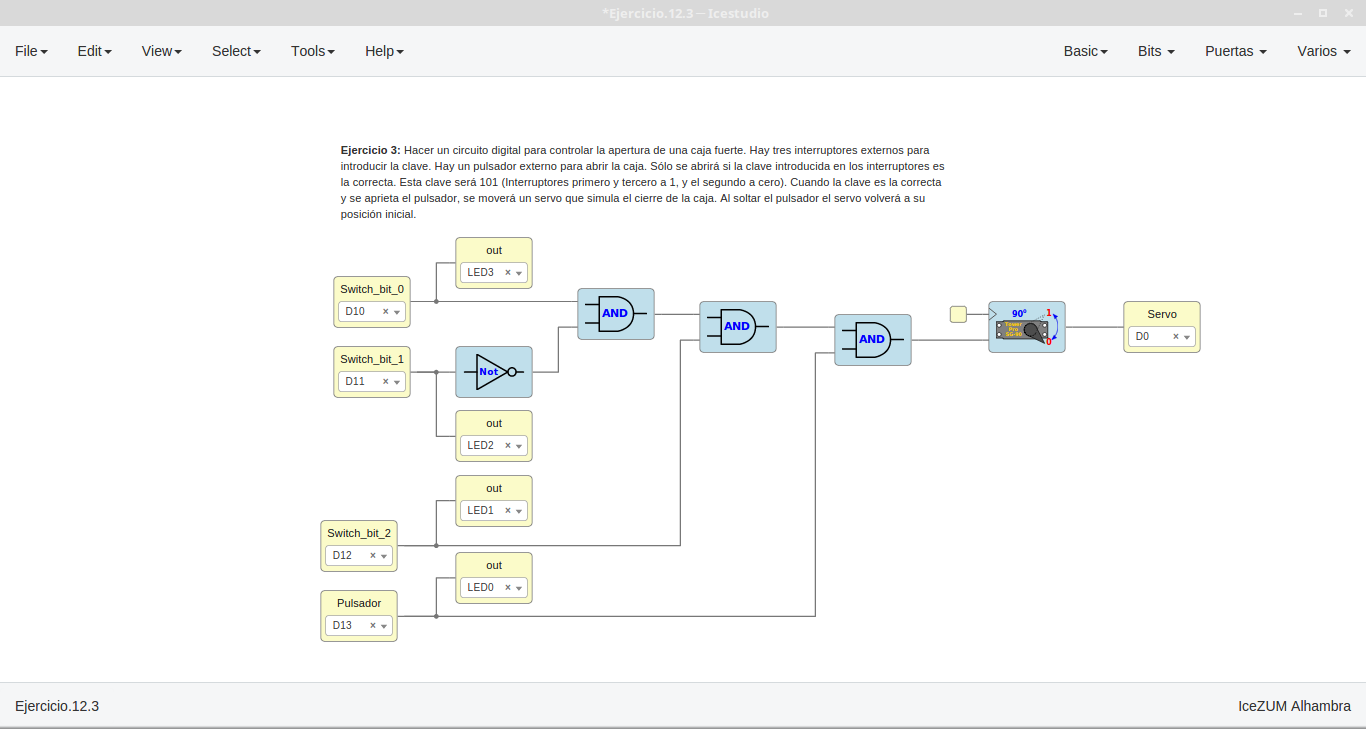 *Ejercicio.12.3 – Icestudio
File Edit View Select Tools Help Basic Bits Puertas Varios
Ejercicio 3: Hacer un circuito digital para controlar la apertura de una caja fuerte. Hay tres interruptores externos para
introducir la clave. Hay un pulsador externo para abrir la caja. Sólo se abrirá si la clave introducida en los interruptores es
la correcta. Esta clave será 101 (Interruptores primero y tercero a 1, y el segundo a cero). Cuando la clave es la correcta
y se aprieta el pulsador, se moverá un servo que simula el cierre de la caja. Al soltar el pulsador el servo volverá a su
posición inicial.
out
LED3
Switch_bit_0
D10
AND
AND
AND
90º
1
Tower
Pro
SG-90
0
Servo
D0
Switch_bit_1
D11
Not
out
LED2
out
LED1
Switch_bit_2
D12
out
LED0
Pulsador
D13
Ejercicio.12.3
IceZUM Alhambra